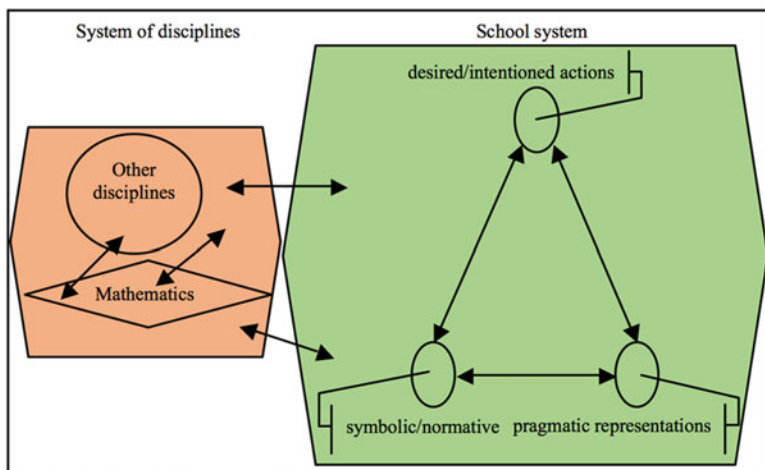 System of disciplines
School system
desired/intentioned actions
Other
disciplines
Mathematics
symbolic/normative
pragmatic representations